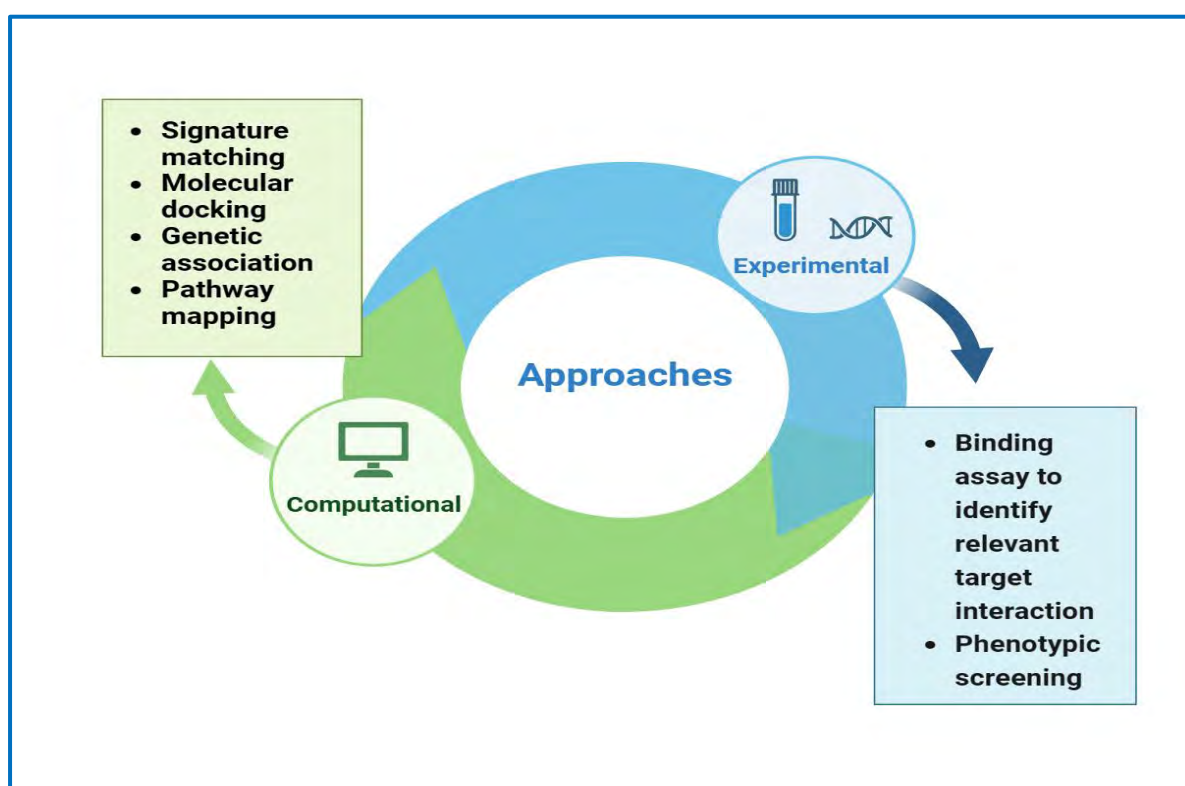 • Signature
matching
• Molecular
docking
• Genetic
association
• Pathway
mapping
Experimental
Approaches
Computational
• Binding
assay to
identify
relevant
target
interaction
• Phenotypic
screening